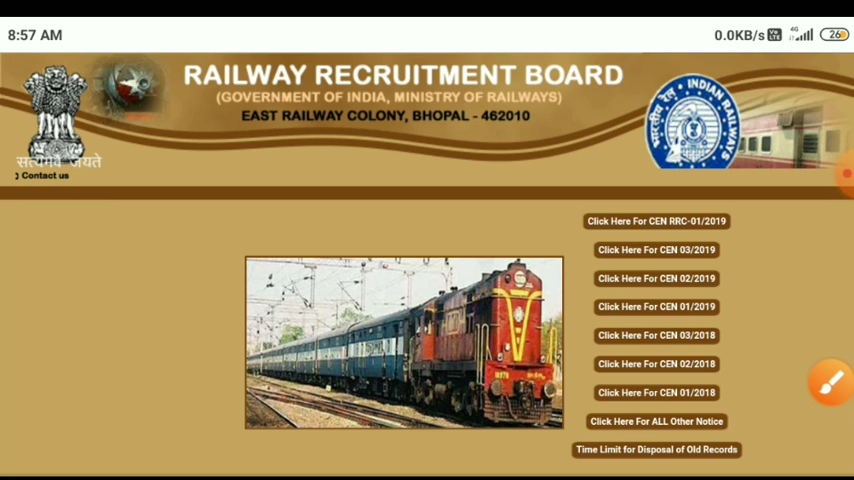 8:57 AM
0.0KB/s 4G 26
RAILWAY RECRUITMENT BOARD
(GOVERNMENT OF INDIA, MINISTRY OF RAILWAYS)
EAST RAILWAY COLONY, BHOPAL - 462010
सत्यमेव जयते
भारतीय रेल INDIAN RAILWAYS
Contact us
Click Here For CEN RRC-01/2019
Click Here For CEN 03/2019
Click Here For CEN 02/2019
Click Here For CEN 01/2019
Click Here For CEN 03/2018
Click Here For CEN 02/2018
Click Here For CEN 01/2018
Click Here For ALL Other Notice
Time Limit for Disposal of Old Records